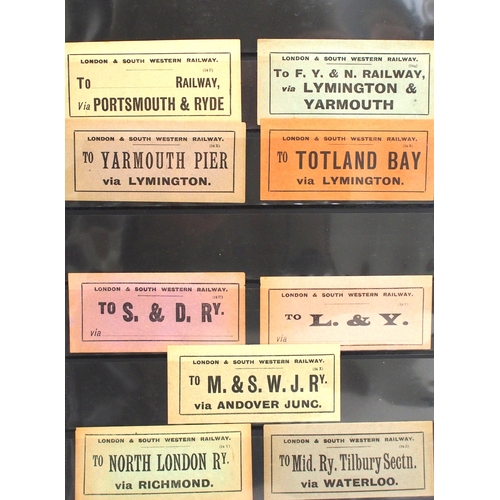 LONDON & SOUTH WESTERN RAILWAY.
To RAILWAY,
Via PORTSMOUTH & RYDE
LONDON & SOUTH WESTERN RAILWAY.
To F. Y. & N. RAILWAY,
via LYMINGTON &
YARMOUTH
LONDON & SOUTH WESTERN RAILWAY.
TO YARMOUTH PIER
via LYMINGTON.
LONDON & SOUTH WESTERN RAILWAY.
TO TOTLAND BAY
via LYMINGTON.
LONDON & SOUTH WESTERN RAILWAY.
TO S. & D. RY.
via
LONDON & SOUTH WESTERN RAILWAY.
TO L. & Y.
via
LONDON & SOUTH WESTERN RAILWAY.
TO M. & S. W. J. RY.
via ANDOVER JUNC.
LONDON & SOUTH WESTERN RAILWAY.
TO NORTH LONDON RY.
via RICHMOND.
LONDON & SOUTH WESTERN RAILWAY.
TO Mid. Ry. Tilbury Sectn.
via WATERLOO.